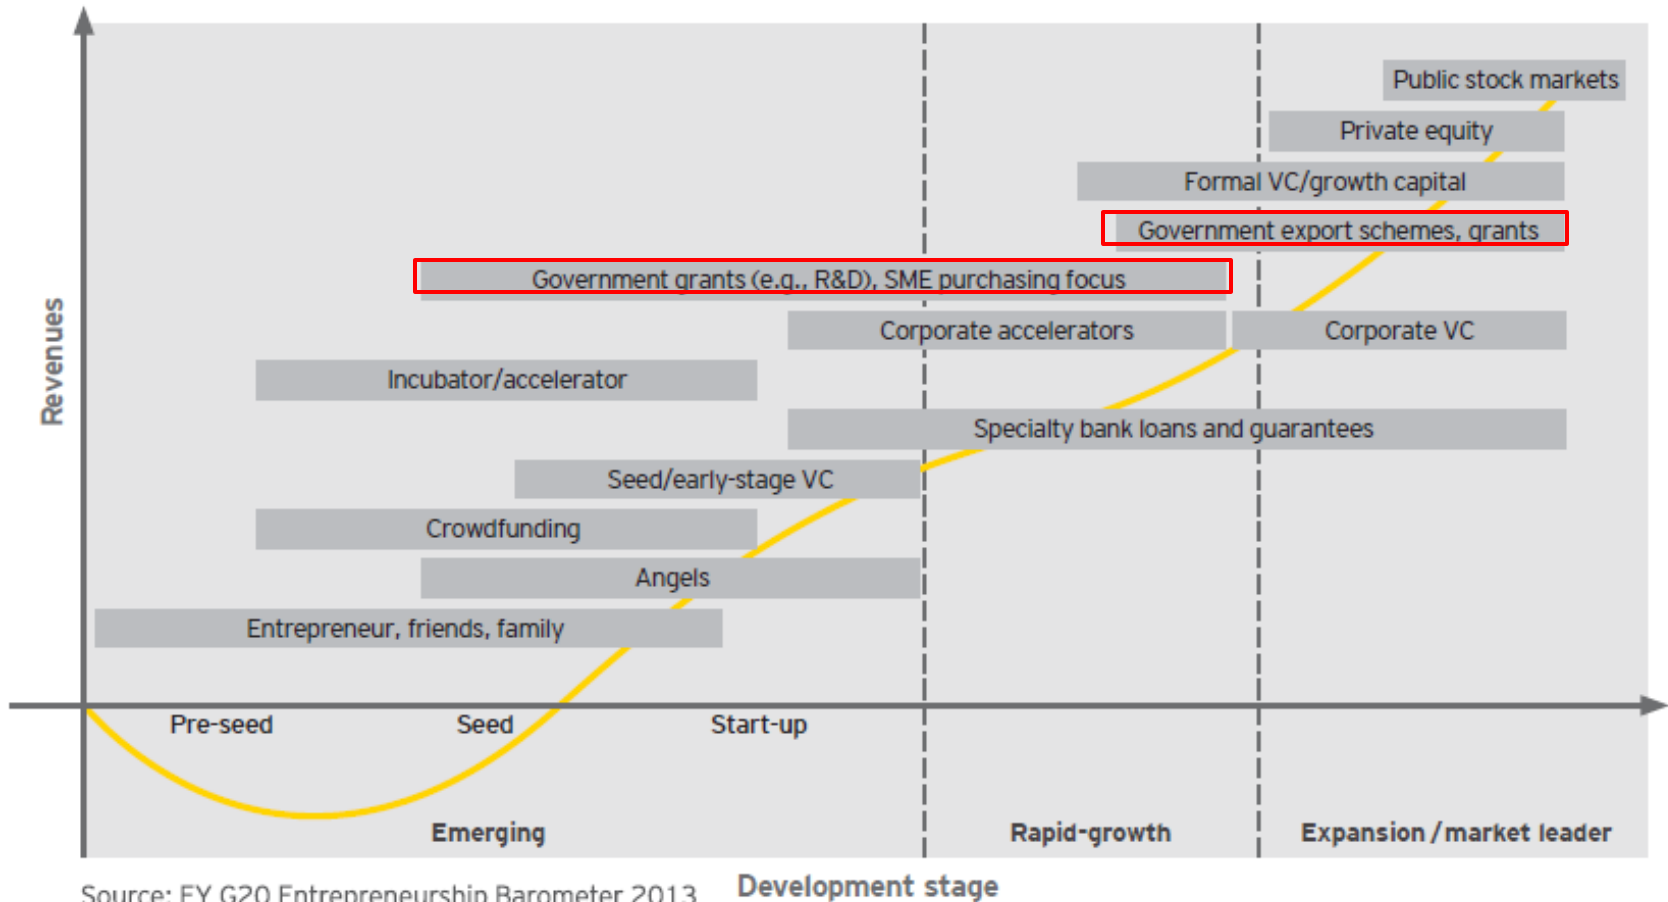 Public stock markets
Private equity
Formal VC/growth capital
Government export schemes, grants
Government grants (e.g., R&D), SME purchasing focus
Corporate accelerators
Corporate VC
Incubator/accelerator
Specialty bank loans and guarantees
Seed/early-stage VC
Crowdfunding
Angels
Entrepreneur, friends, family
Revenues
Pre-seed
Seed
Start-up
Emerging
Rapid-growth
Expansion/market leader
Development stage
Source: EY G20 Entrepreneurship Barometer 2013